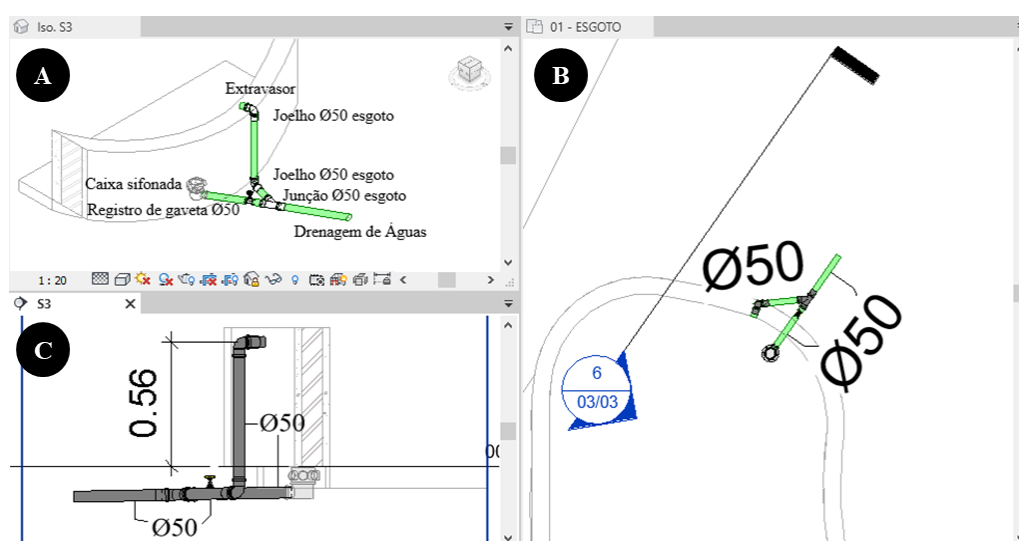 Iso. S3
A
Extravasor
Joelho Ø50 esgoto
Joelho Ø50 esgoto
Caixa sifonada
Junção Ø50 esgoto
Registro de gaveta Ø50
Drenagem de Águas
1 : 20
S3
C
0.56
Ø50
Ø50
01 - ESGOTO
B
Ø50
Ø50
6
03/03